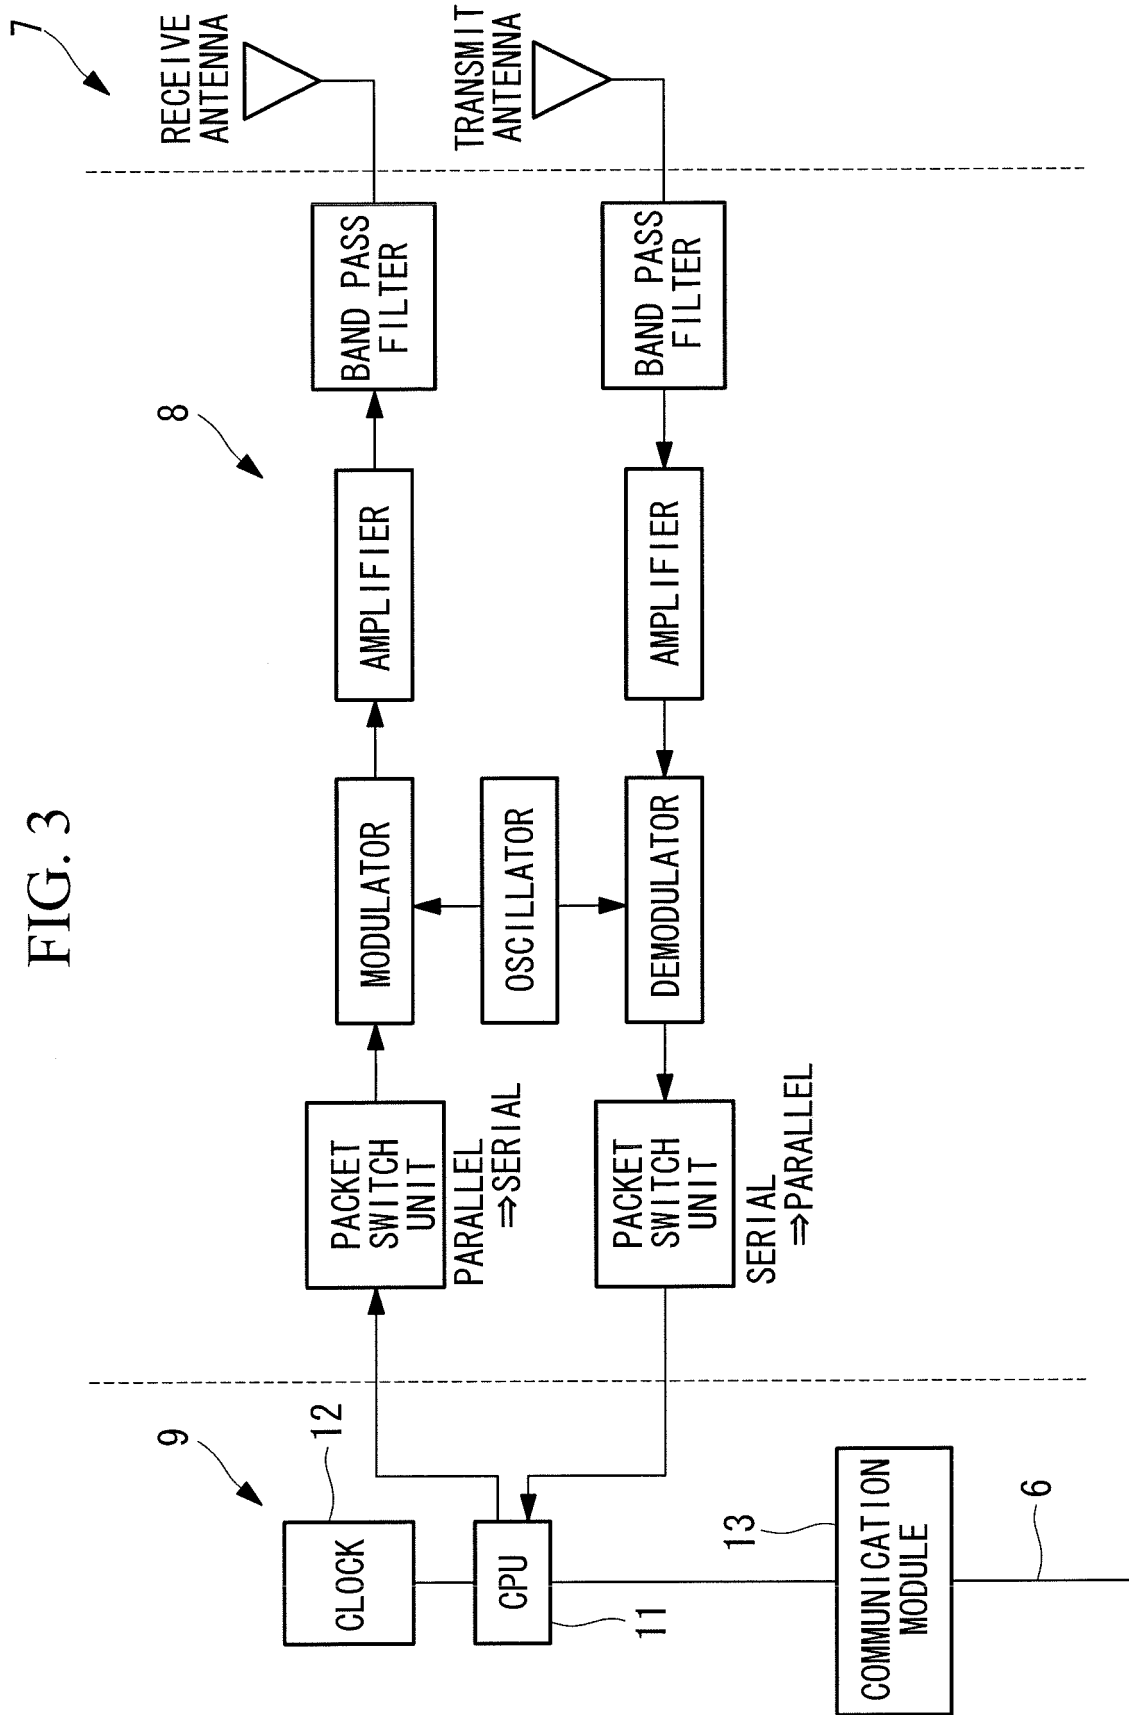 FIG. 3
9
8
7
CLOCK
12
CPU
11
13
COMMUNICATION
MODULE
6
PACKET
SWITCH
UNIT
PARALLEL
⇒SERIAL
MODULATOR
AMPLIFIER
BAND PASS
FILTER
RECEIVE
ANTENNA
OSCILLATOR
PACKET
SWITCH
UNIT
SERIAL
⇒PARALLEL
DEMODULATOR
AMPLIFIER
BAND PASS
FILTER
TRANSMIT
ANTENNA